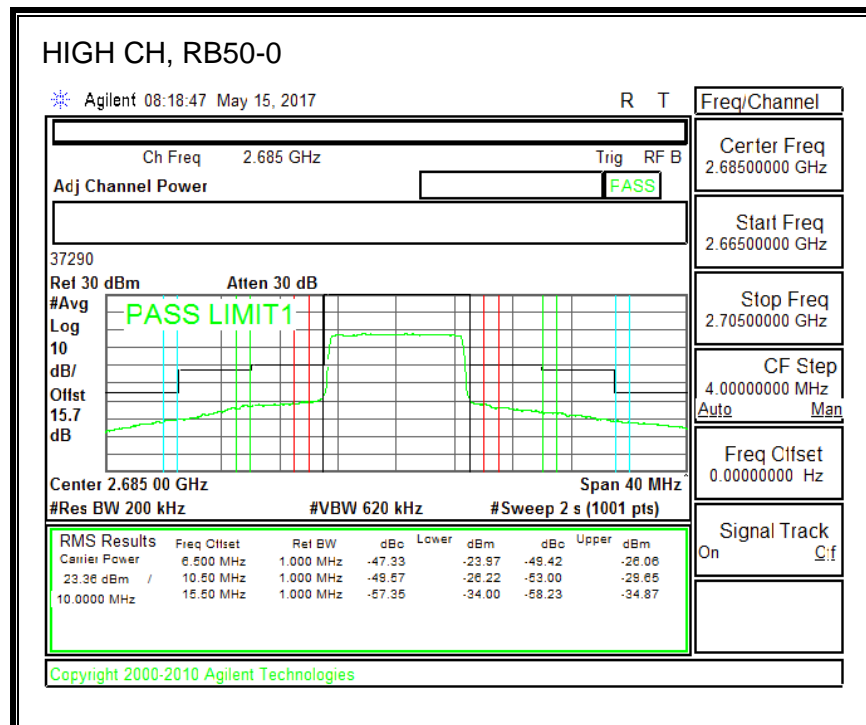 HIGH CH, RB50-0
Agilent 08:18:47 May 15, 2017 R T
Freq/Channel
Ch Freq 2.685 GHz Trig RF B
Adj Channel Power
PASS
Center Freq
2.68500000 GHz
Start Freq
2.66500000 GHz
Stop Freq
2.70500000 GHz
CF Step
4.00000000 MHz
Auto Man
Freq Offset
0.00000000 Hz
Signal Track
On
37290
Ref 30 dBm Atten 30 dB
#Avg
Log
10
dB/
Offst
15.7
dB
PASS LIMIT1
Center 2.685 00 GHz Span 40 MHz
#Res BW 200 kHz #VBW 620 kHz #Sweep 2 s (1001 pts)
RMS Results Freq Offset Ref BW dBc Lower dBm dBc Upper dBm
Carrier Power 6.500 MHz 1.000 MHz -47.33 -23.97 -49.42 -26.06
23.36 dBm / 10.50 MHz 1.000 MHz -49.57 -26.22 -53.00 -29.65
10.0000 MHz 15.50 MHz 1.000 MHz -57.35 -34.00 -58.23 -34.87
Copyright 2000-2010 Agilent Technologies